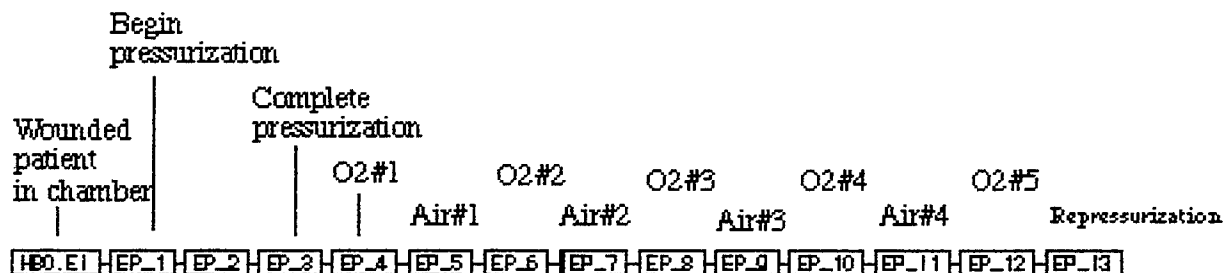 Begin
pressurization
Complete
pressurization
Wounded
patient
in chamber
O2#1
O2#2
O2#3
O2#4
O2#5
Air#1
Air#2
Air#3
Air#4
Repressurization
HBO.E1 EP_1 EP_2 EP_3 EP_4 EP_5 EP_6 EP_7 EP_8 EP_9 EP_10 EP_11 EP_12 EP_13